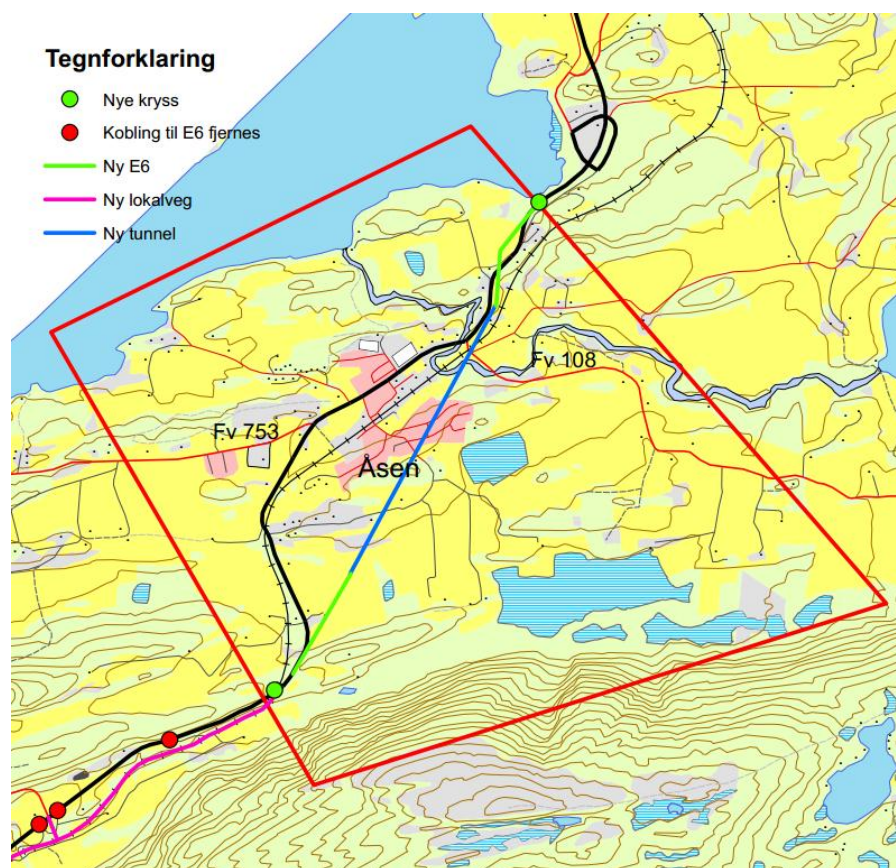 Tegnforklaring
Nye kryss
Kobling til E6 fjernes
Ny E6
Ny lokalveg
Ny tunnel
Fv 108
Fv 753
Åsen